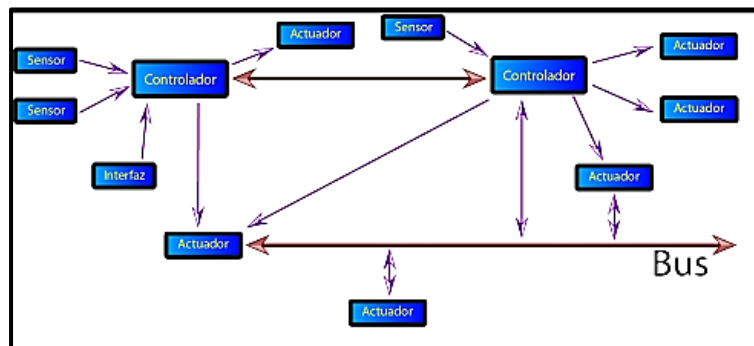 Actuador
Sensor
Sensor
Actuador
Controlador
Controlador
Sensor
Actuador
Interfaz
Actuador
Actuador
Bus
Actuador